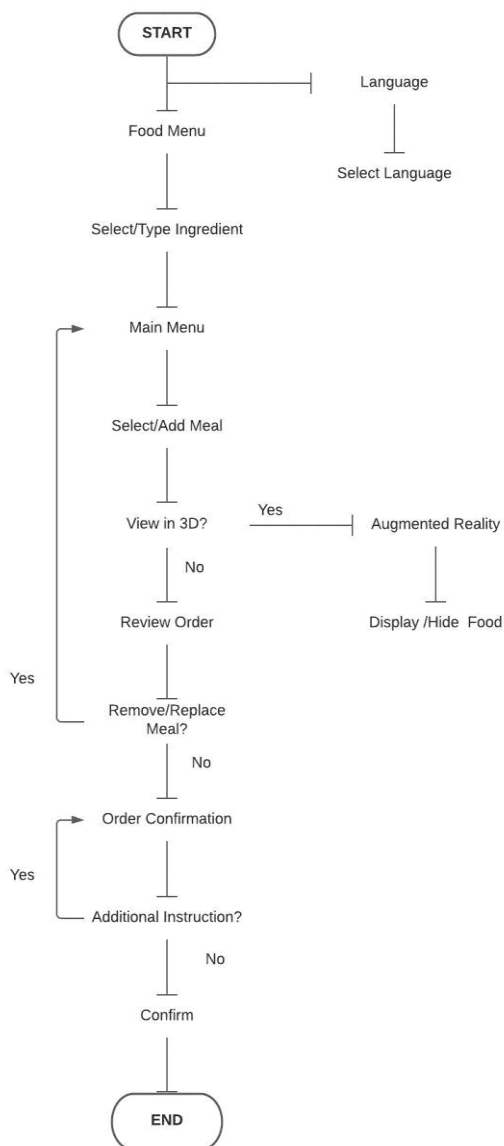 START
Language
Food Menu
Select Language
Select/Type Ingredient
Main Menu
Select/Add Meal
View in 3D?
Yes
Augmented Reality
No
Review Order
Display /Hide Food
Yes
Remove/Replace
Meal?
No
Order Confirmation
Yes
Additional Instruction?
No
Confirm
END